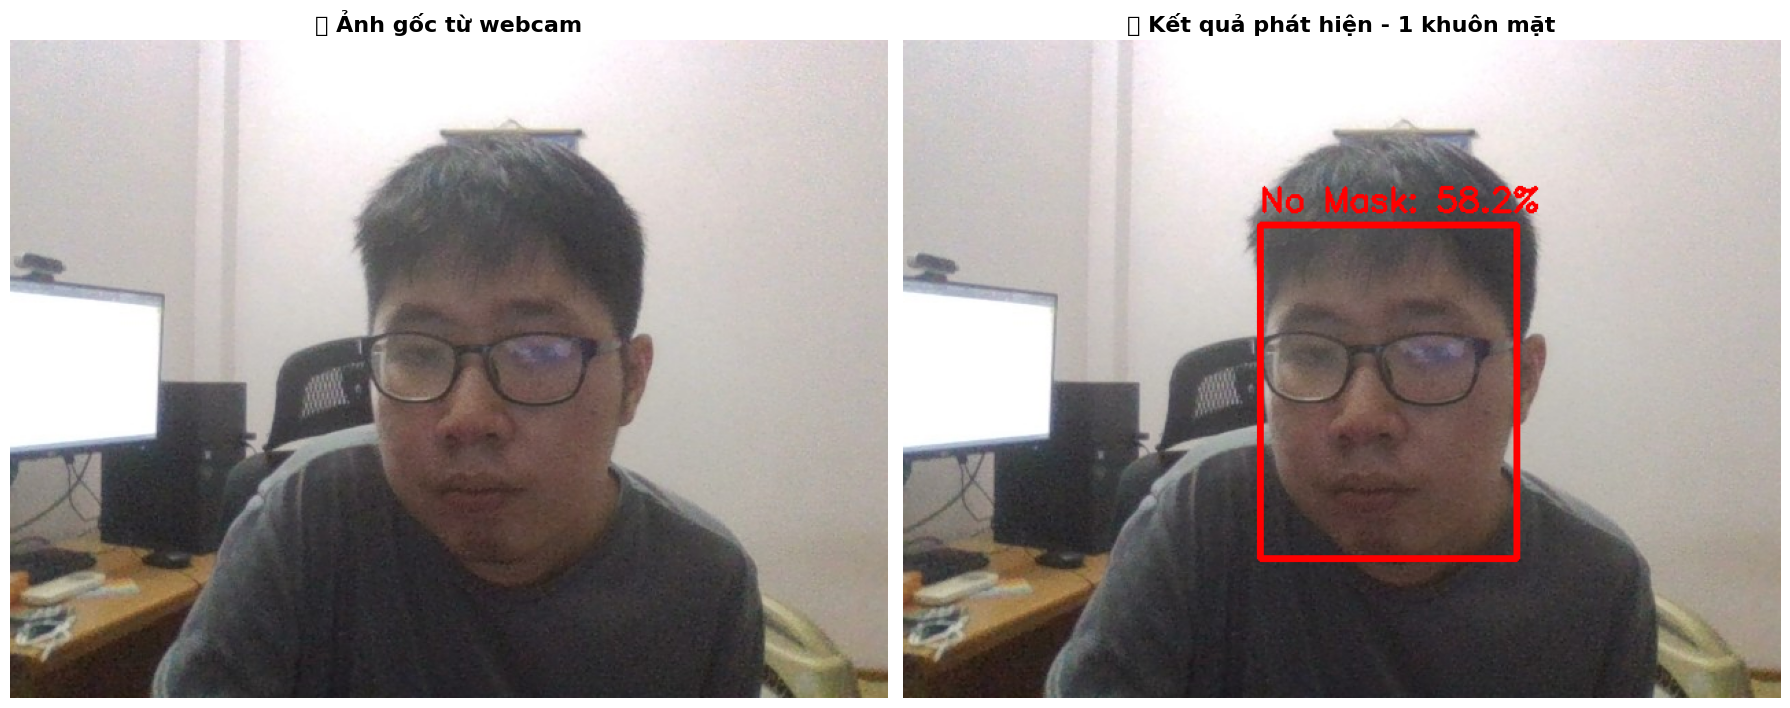 Ảnh gốc từ webcam
Kết quả phát hiện - 1 khuôn mặt
No Mask: 58.2%